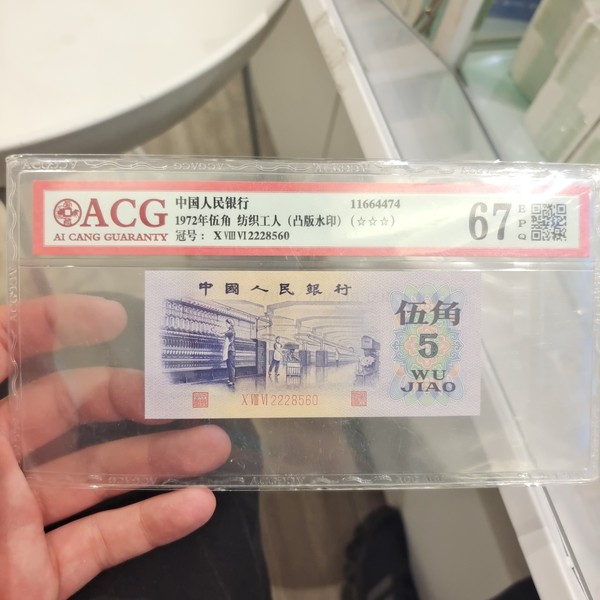 ACG
AI CANG GUARANTY
中国人民银行 11664474
1972年伍角 纺织工人（凸版水印）（☆☆☆）
冠号： X VIII VI 2228560
67
EPQ
中國人民銀行
伍角
5
WU
JIAO
X VIII VI 2228560